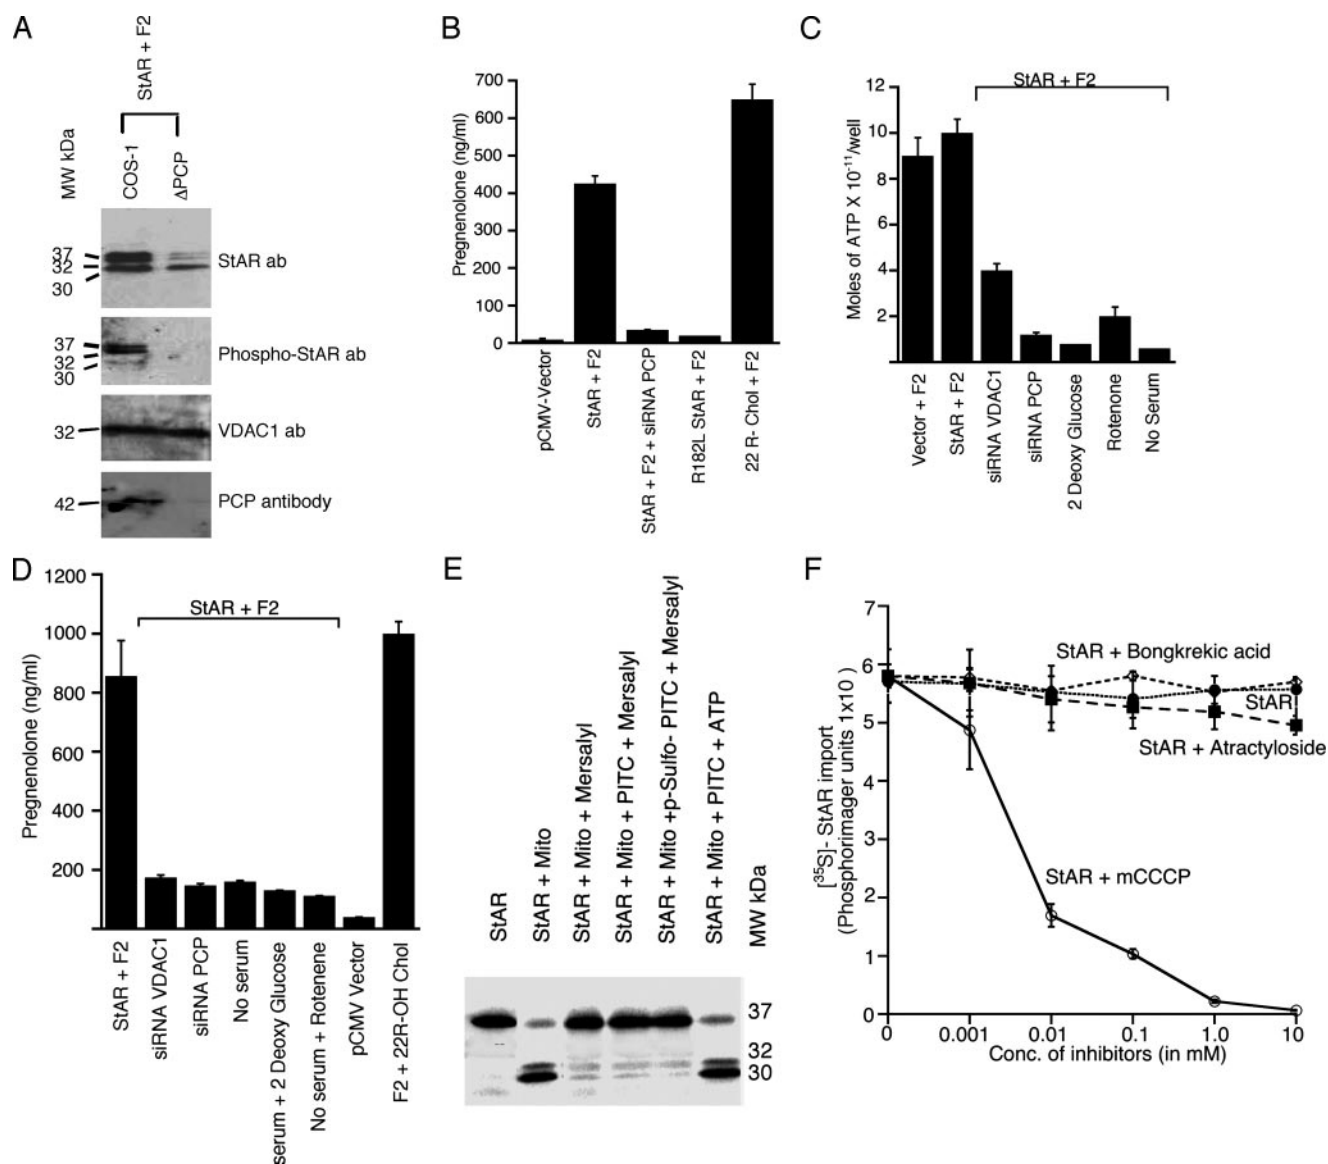 A
StAR + F2
MW kDa
COS-1
ΔPCP
37
32
30
StAR ab
37
32
30
Phospho-StAR ab
32
VDAC1 ab
42
PCP antibody
B
Pregnenolone (ng/ml)
700
600
500
400
300
200
100
0
pCMV-Vector
StAR + F2
StAR + F2 + siRNA PCP
R182L StAR + F2
22 R- Chol + F2
C
StAR + F2
Moles of ATP X 10⁻¹¹/well
12
10
8
6
4
2
Vector + F2
StAR + F2
siRNA VDAC1
siRNA PCP
2 Deoxy Glucose
Rotenone
No Serum
D
StAR + F2
Pregnenolone (ng/ml)
1200
1000
800
600
400
200
StAR + F2
siRNA VDAC1
siRNA PCP
No serum
serum + 2 Deoxy Glucose
No serum + Rotenene
pCMV Vector
F2 + 22R-OH Chol
E
StAR
StAR + Mito
StAR + Mito + Mersalyl
StAR + Mito + PITC + Mersalyl
StAR + Mito +p-Sulfo- PITC + Mersalyl
StAR + Mito + PITC + ATP
MW kDa
37
32
30
F
[³⁵S]- StAR import
(Phosphorimager units 1x10 )
7
6
5
4
3
2
1
0
StAR + Bongkrekic acid
StAR
StAR + Atractyloside
StAR + mCCCP
0
0.001
0.01
0.1
1.0
10
Conc. of inhibitors (in mM)